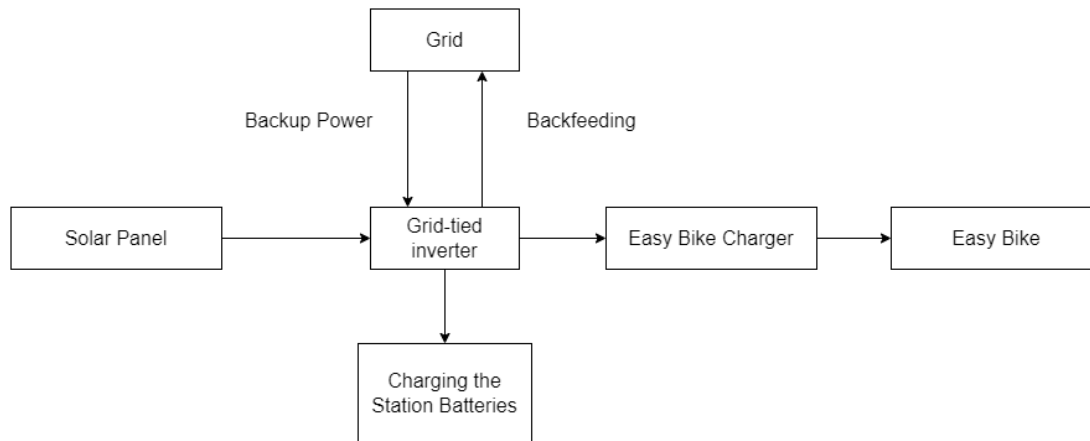 Grid
Backup Power
Backfeeding
Solar Panel
Grid-tied
inverter
Easy Bike Charger
Easy Bike
Charging the
Station Batteries